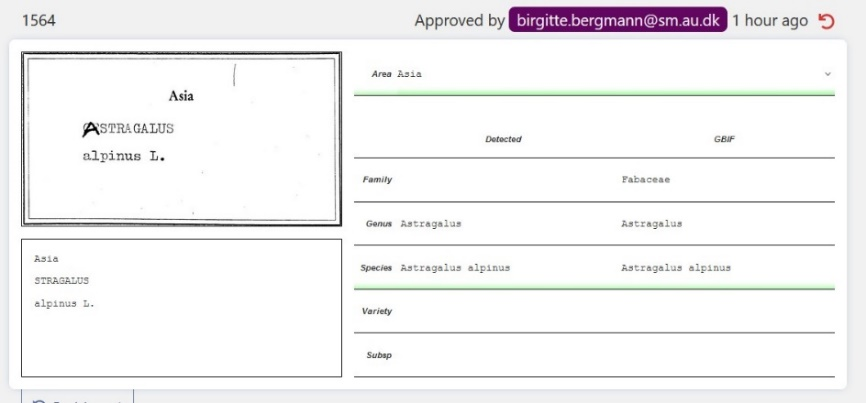 1564
Approved by birgitte.bergmann@sm.au.dk 1 hour ago
Asia
ASTRAGALUS
alpinus L.
Asia
STRAGALUS
alpinus L.
Area Asia
Detected GBIF
Family Fabaceae
Genus Astragalus Astragalus
Species Astragalus alpinus Astragalus alpinus
Variety
Subsp